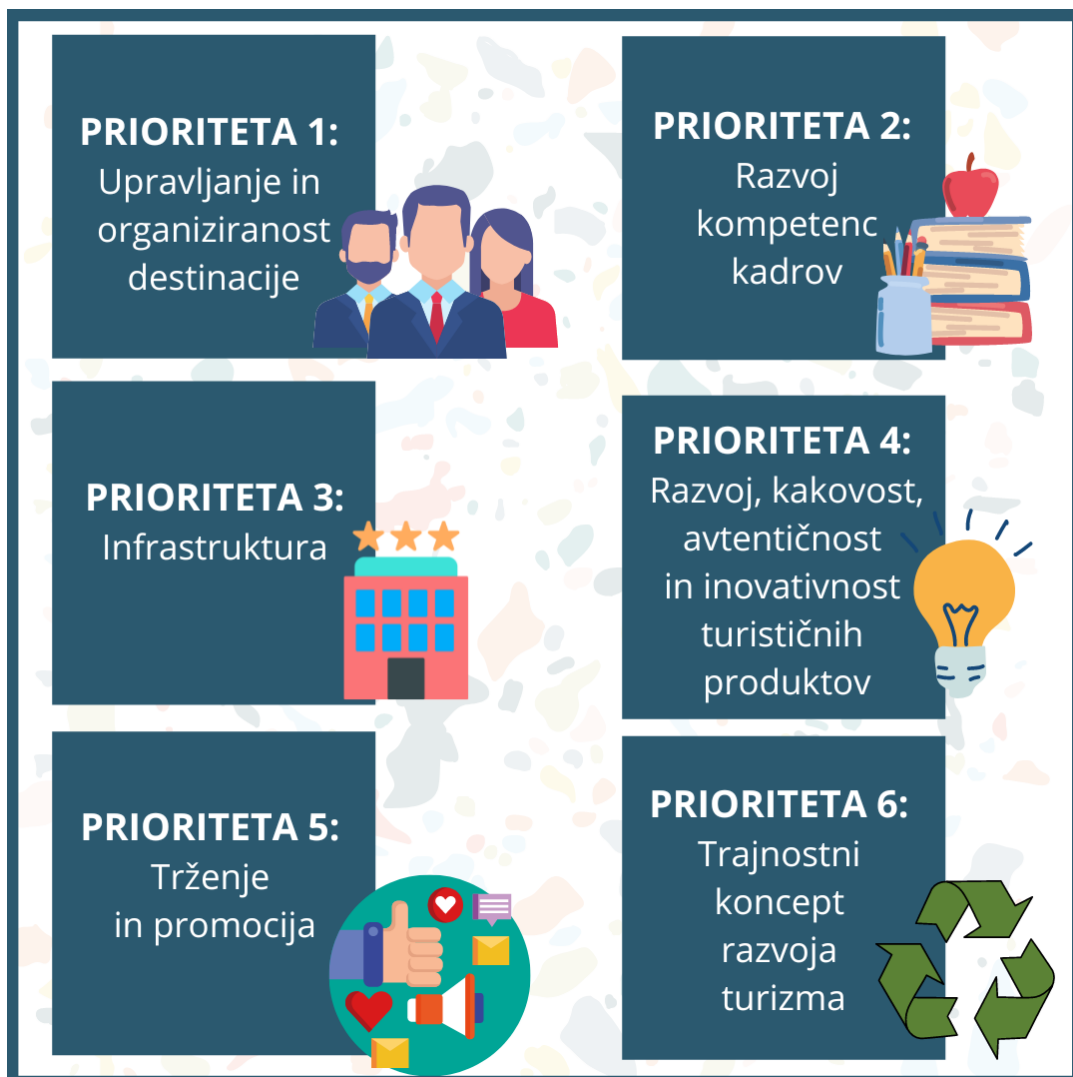 PRIORITETA 1:
Upravljanje in
organiziranost
destinacije
PRIORITETA 2:
Razvoj
kompetenc
kadrov
PRIORITETA 3:
Infrastruktura
PRIORITETA 4:
Razvoj, kakovost,
avtentičnost
in inovativnost
turističnih
produktov
PRIORITETA 5:
Trženje
in promocija
PRIORITETA 6:
Trajnostni
koncept
razvoja
turizma